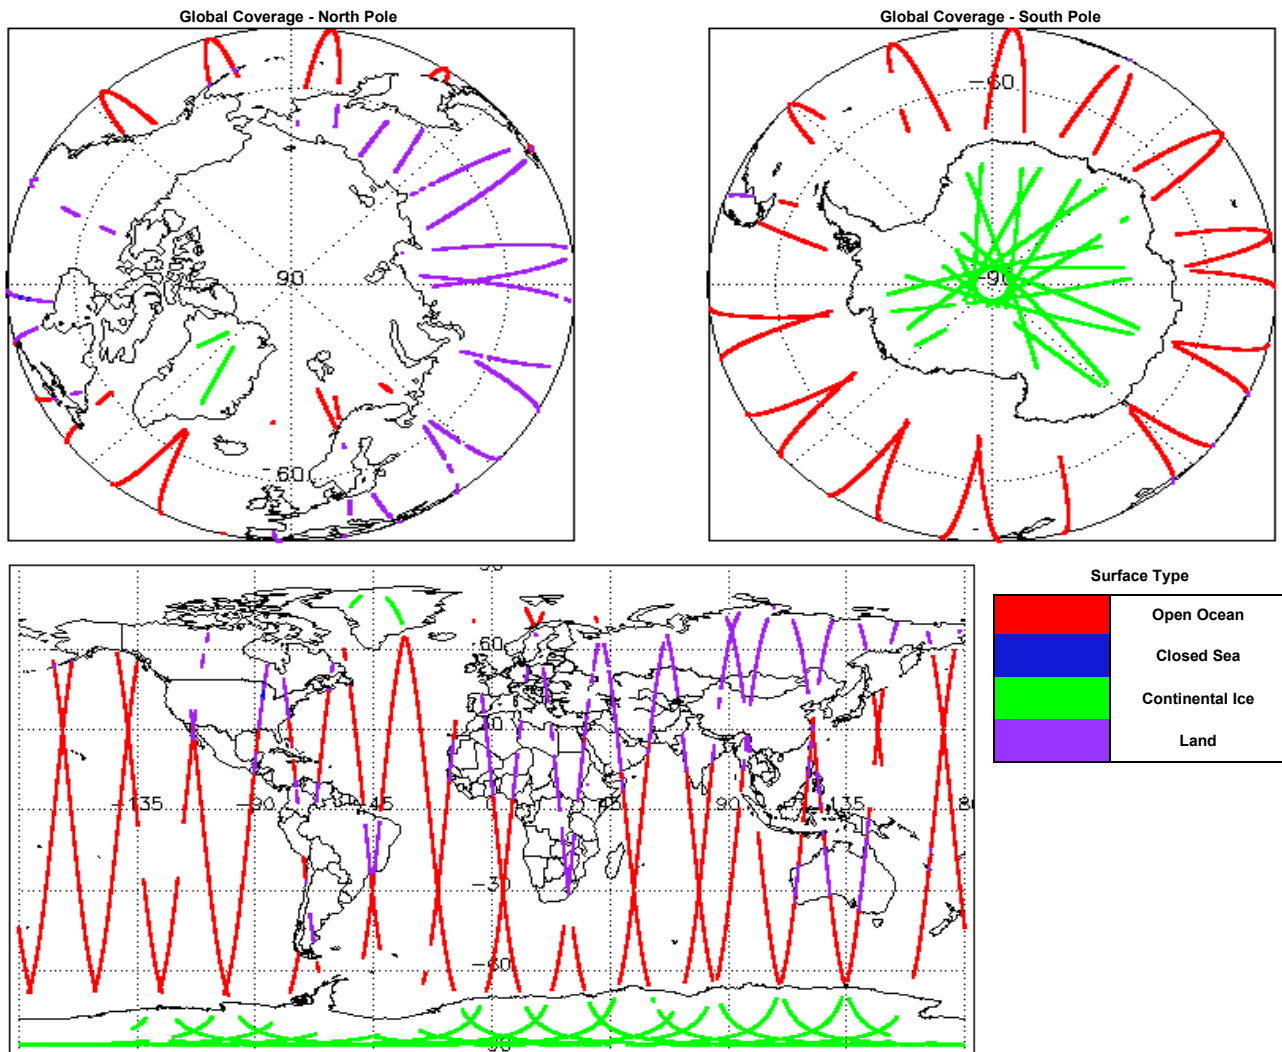 Global Coverage - North Pole
Global Coverage - South Pole
90
-60
-60
-90
-135
-90
-45
0
45
90
135
-30
-60
Surface Type
Open Ocean
Closed Sea
Continental Ice
Land